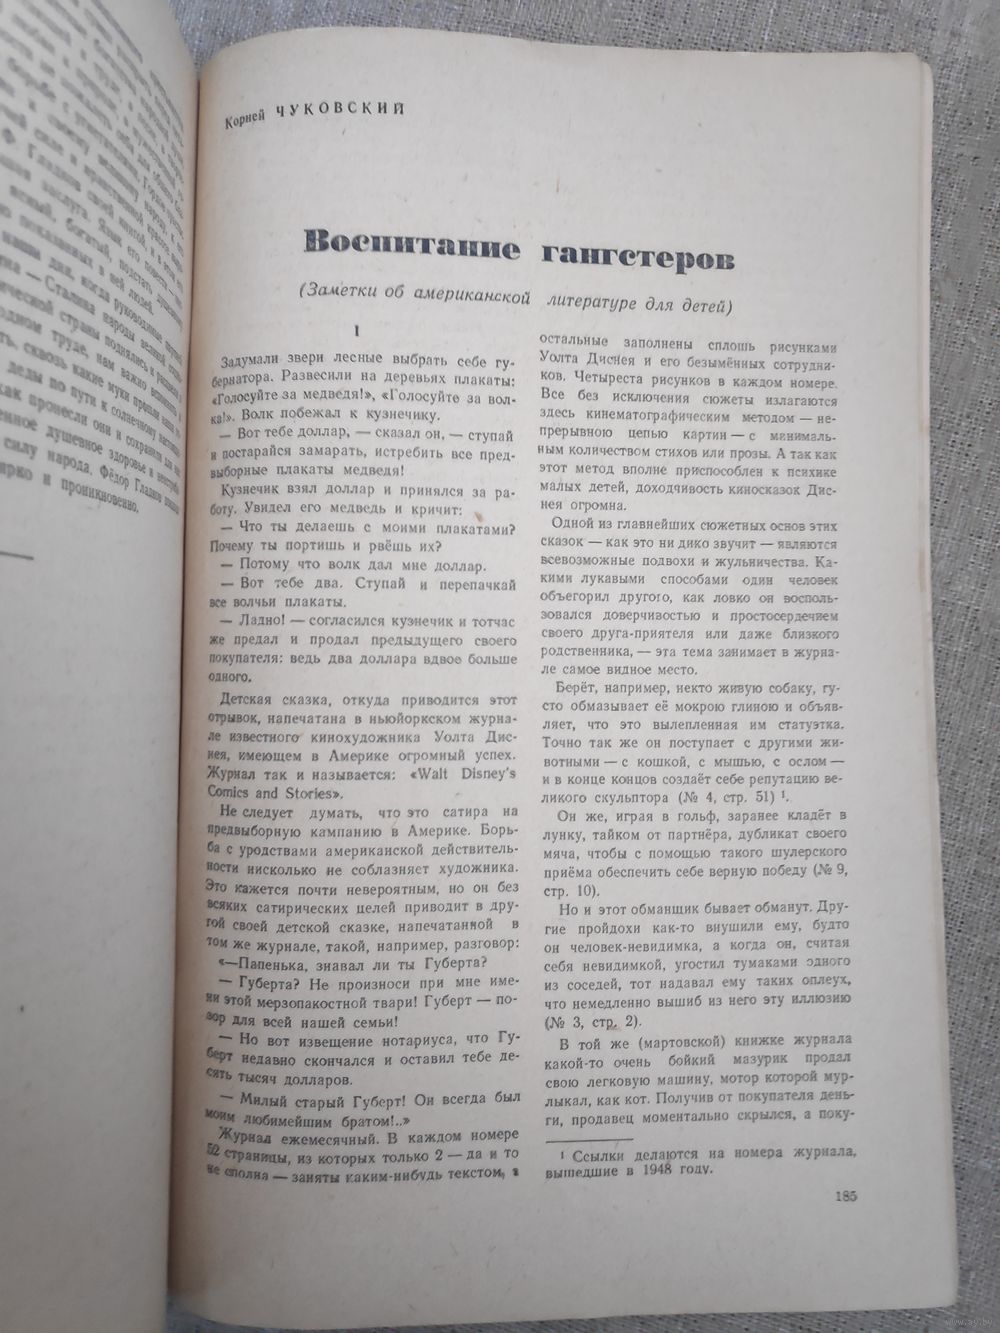 Корней ЧУКОВСКИЙ
Воспитание гангстеров
(Заметки об американской литературе для детей)
1
Задумали звери лесные выбрать себе гу-
бернатора. Развесили на деревьях плакаты:
«Голосуйте за медведя!», «Голосуйте за вол-
ка!». Волк побежал к кузнечику.
— Вот тебе доллар, — сказал он, — ступай
и постарайся замарать, истребить все пред-
выборные плакаты медведя!
Кузнечик взял доллар и принялся за ра-
боту. Увидел его медведь и кричит:
— Что ты делаешь с моими плакатами?
Почему ты портишь и рвёшь их?
— Потому что волк дал мне доллар.
— Вот тебе два. Ступай и перепачкай
все волчьи плакаты.
— Ладно! — согласился кузнечик и тотчас
же предал и продал предыдущего своего
покупателя: ведь два доллара вдвое больше
одного.
Детская сказка, откуда приводится этот
отрывок, напечатана в ньюйоркском журна-
ле известного кинохудожника Уолта Дис-
нея, имеющем в Америке огромный успех.
Журнал так и называется: «Walt Disney's
Comics and Stories».
Не следует думать, что это сатира на
предвыборную кампанию в Америке. Борь-
ба с уродствами американской действитель-
ности нисколько не соблазняет художника.
Это кажется почти невероятным, но он без
всяких сатирических целей приводит в дру-
гой своей детской сказке, напечатанной в
том же журнале, такой, например, разговор:
«—Папенька, знавал ли ты Губерта?
— Губерта? Не произноси при мне име-
ни этой мерзопакостной твари! Губерт — по-
зор для всей нашей семьи!
— Но вот извещение нотариуса, что Гу-
берт недавно скончался и оставил тебе де-
сять тысяч долларов.
— Милый старый Губерт! Он всегда был
моим любимейшим братом!..»
Журнал ежемесячный. В каждом номере
52 страницы, из которых только 2 — да и то
не сполна — заняты каким-нибудь текстом, а
остальные заполнены сплошь рисунками
Уолта Диснея и его безымённых сотрудни-
ков. Четыреста рисунков в каждом номере.
Все без исключения сюжеты излагаются
здесь кинематографическим методом — не-
прерывною цепью картин — с минималь-
ным количеством стихов или прозы. А так как
этот метод вполне приспособлен к психике
малых детей, доходчивость киносказок Дис-
нея огромна.
Одной из главнейших сюжетных основ этих
сказок — как это ни дико звучит — являются
всевозможные подвохи и жульничества. Ка-
кими лукавыми способами один человек
объегорил другого, как ловко он восполь-
зовался доверчивостью и простосердечием
своего друга-приятеля или даже близкого
родственника, — эта тема занимает в журна-
ле самое видное место.
Берёт, например, некто живую собаку, гу-
сто обмазывает её мокрою глиною и объяв-
ляет, что это вылепленная им статуэтка.
Точно так же он поступает с другими жи-
вотными — с кошкой, с мышью, с ослом —
и в конце концов создаёт себе репутацию ве-
ликого скульптора (№ 4, стр. 51) ¹.
Он же, играя в гольф, заранее кладёт в
лунку, тайком от партнёра, дубликат своего
мяча, чтобы с помощью такого шулерского
приёма обеспечить себе верную победу (№ 9,
стр. 10).
Но и этот обманщик бывает обманут. Дру-
гие пройдохи как-то внушили ему, будто
он человек-невидимка, а когда он, считая
себя невидимкой, угостил тумаками одного
из соседей, тот надавал ему таких оплеух,
что немедленно вышиб из него эту иллюзию
(№ 3, стр. 2).
В той же (мартовской) книжке журнала
какой-то очень бойкий мазурик продал
свою легковую машину, мотор которой мур-
лыкал, как кот. Получив от покупателя день-
ги, продавец моментально скрылся, а поку-
¹ Ссылки делаются на номера журнала,
вышедшие в 1948 году.
185
www.ay.by